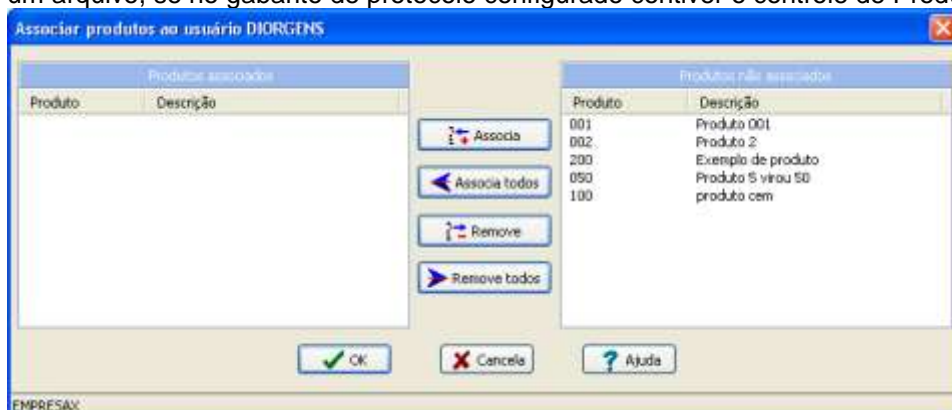 um arquivo, se no gabarito de protocolo configurado contiver o controle de Prod
Associar produtos ao usuário DIORGENS
Produtos associados
Produtos não associados
Produto Descrição
Produto Descrição
001 Produto 001
002 Produto 2
200 Exemplo de produto
050 Produto 5 virou 50
100 produto cem
Associa
Associa todos
Remove
Remove todos
OK
Cancela
Ajuda
EMPRESAX